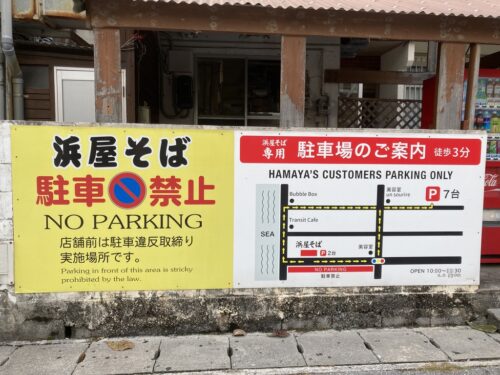 浜屋そば
駐車禁止
NO PARKING
店舗前は駐車違反取締り
実施場所です。
Parking in front of this area is stricky
prohibited by the law.
浜屋そば
専用
駐車場のご案内 徒歩3分
HAMAYA'S CUSTOMERS PARKING ONLY
Bubble Box
美容室
un sourire
P 7台
Transit Cafe
SEA
浜屋そば
P 2台
美容室
NO PARKING
駐車禁止
OPEN 10:00